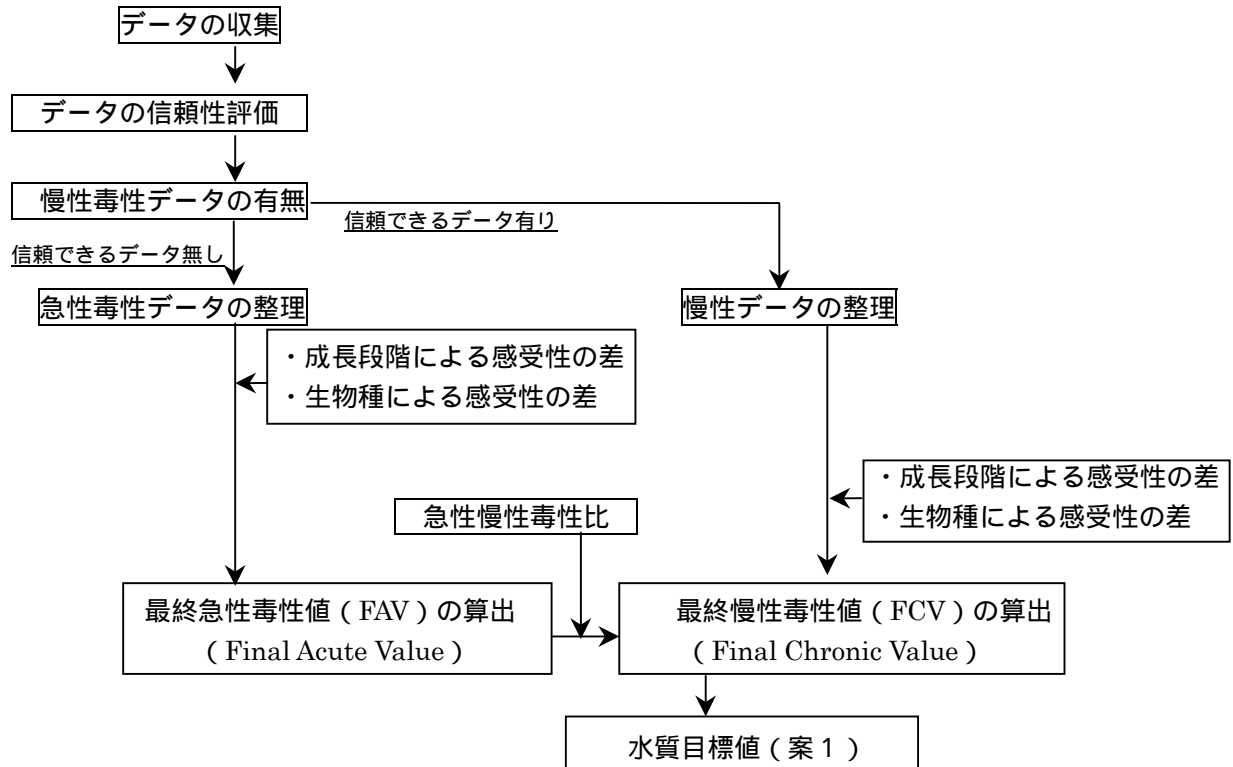 データの収集
データの信頼性評価
慢性毒性データの有無
信頼できるデータ有り
信頼できるデータ無し
急性毒性データの整理
慢性データの整理
・成長段階による感受性の差
・生物種による感受性の差
・成長段階による感受性の差
・生物種による感受性の差
急性慢性毒性比
最終急性毒性値(FAV)の算出
(Final Acute Value)
最終慢性毒性値(FCV)の算出
(Final Chronic Value)
水質目標値(案1)